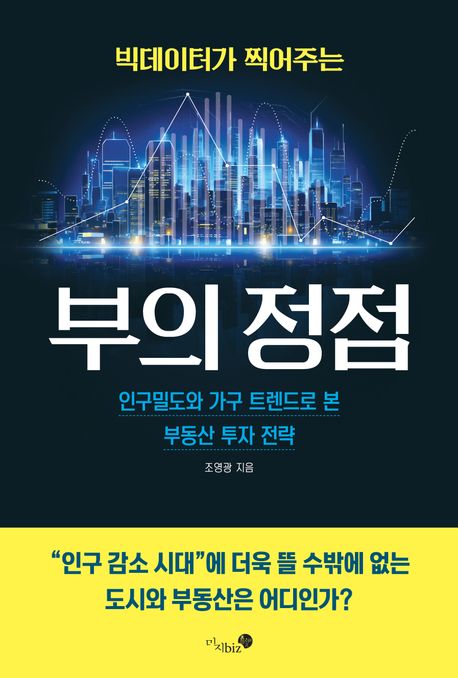 빅데이터가 찍어주는
부의 정점
인구밀도와 가구 트렌드로 본
부동산 투자 전략
조영광 지음
“인구 감소 시대”에 더욱 뜰 수밖에 없는
도시와 부동산은 어디인가?
미지biz